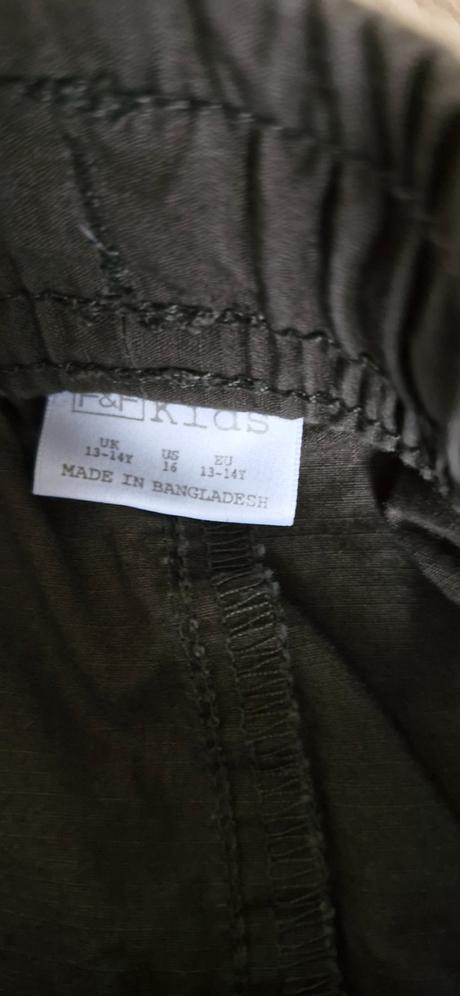 F&F Kids
UK US EU
13-14Y 16 13-14Y
MADE IN BANGLADESH